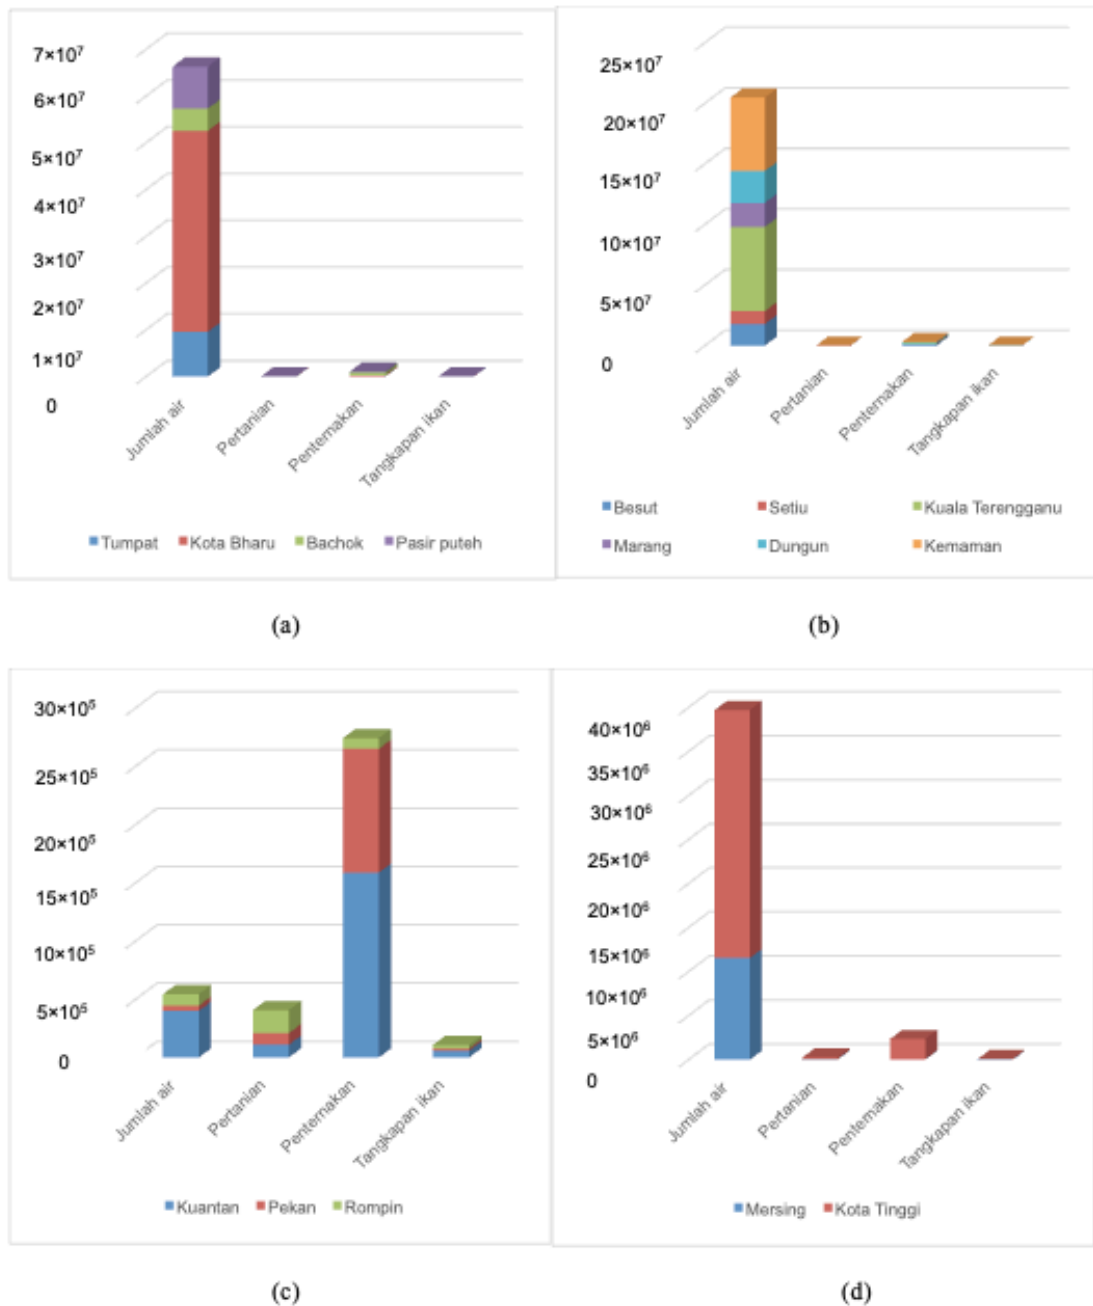 7×10⁷
6×10⁷
5×10⁷
4×10⁷
3×10⁷
2×10⁷
1×10⁷
0
Jumlah air
Pertanian
Penternakan
Tangkapan ikan
Tumpat Kota Bharu Bachok Pasir puteh
(a)
25×10⁷
20×10⁷
15×10⁷
10×10⁷
5×10⁷
0
Jumlah air
Pertanian
Penternakan
Tangkapan ikan
Besut Setiu Kuala Terengganu
Marang Dungun Kemaman
(b)
30×10⁵
25×10⁵
20×10⁵
15×10⁵
10×10⁵
5×10⁵
0
Jumlah air
Pertanian
Penternakan
Tangkapan ikan
Kuantan Pekan Rompin
(c)
40×10⁶
35×10⁶
30×10⁶
25×10⁶
20×10⁶
15×10⁶
10×10⁶
5×10⁶
0
Jumlah air
Pertanian
Penternakan
Tangkapan ikan
Mersing Kota Tinggi
(d)